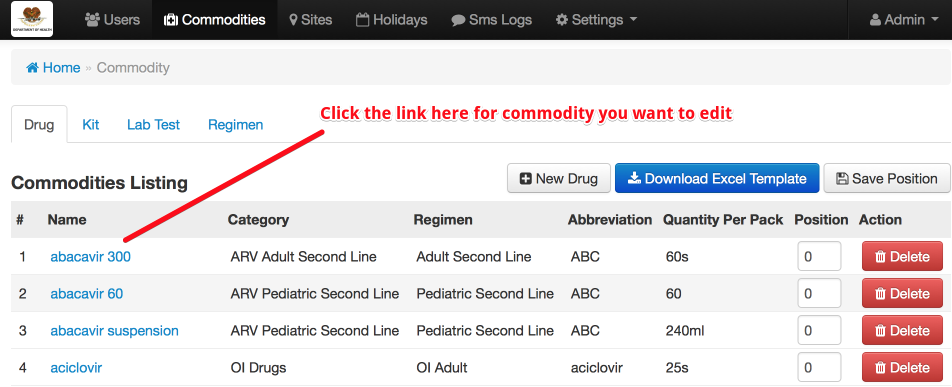 DEPARTMENT OF HEALTH
Users Commodities Sites Holidays Sms Logs Settings Admin
Home » Commodity
Click the link here for commodity you want to edit
Drug Kit Lab Test Regimen
Commodities Listing New Drug Download Excel Template Save Position
# Name Category Regimen Abbreviation Quantity Per Pack Position Action
1 abacavir 300 ARV Adult Second Line Adult Second Line ABC 60s 0 Delete
2 abacavir 60 ARV Pediatric Second Line Pediatric Second Line ABC 60 0 Delete
3 abacavir suspension ARV Pediatric Second Line Pediatric Second Line ABC 240ml 0 Delete
4 aciclovir OI Drugs OI Adult aciclovir 25s 0 Delete